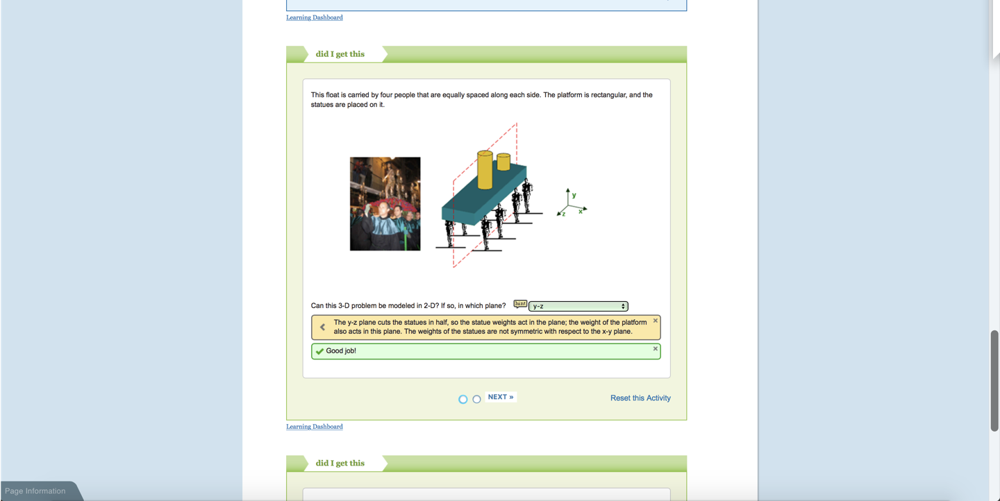 Learning Dashboard
did I get this
This float is carried by four people that are equally spaced along each side. The platform is rectangular, and the
statues are placed on it.
y
x
z
Can this 3-D problem be modeled in 2-D? If so, in which plane? hint y-z
The y-z plane cuts the statues in half, so the statue weights act in the plane; the weight of the platform
also acts in this plane. The weights of the statues are not symmetric with respect to the x-y plane.
Good job!
NEXT »
Reset this Activity
Learning Dashboard
did I get this
Page Information